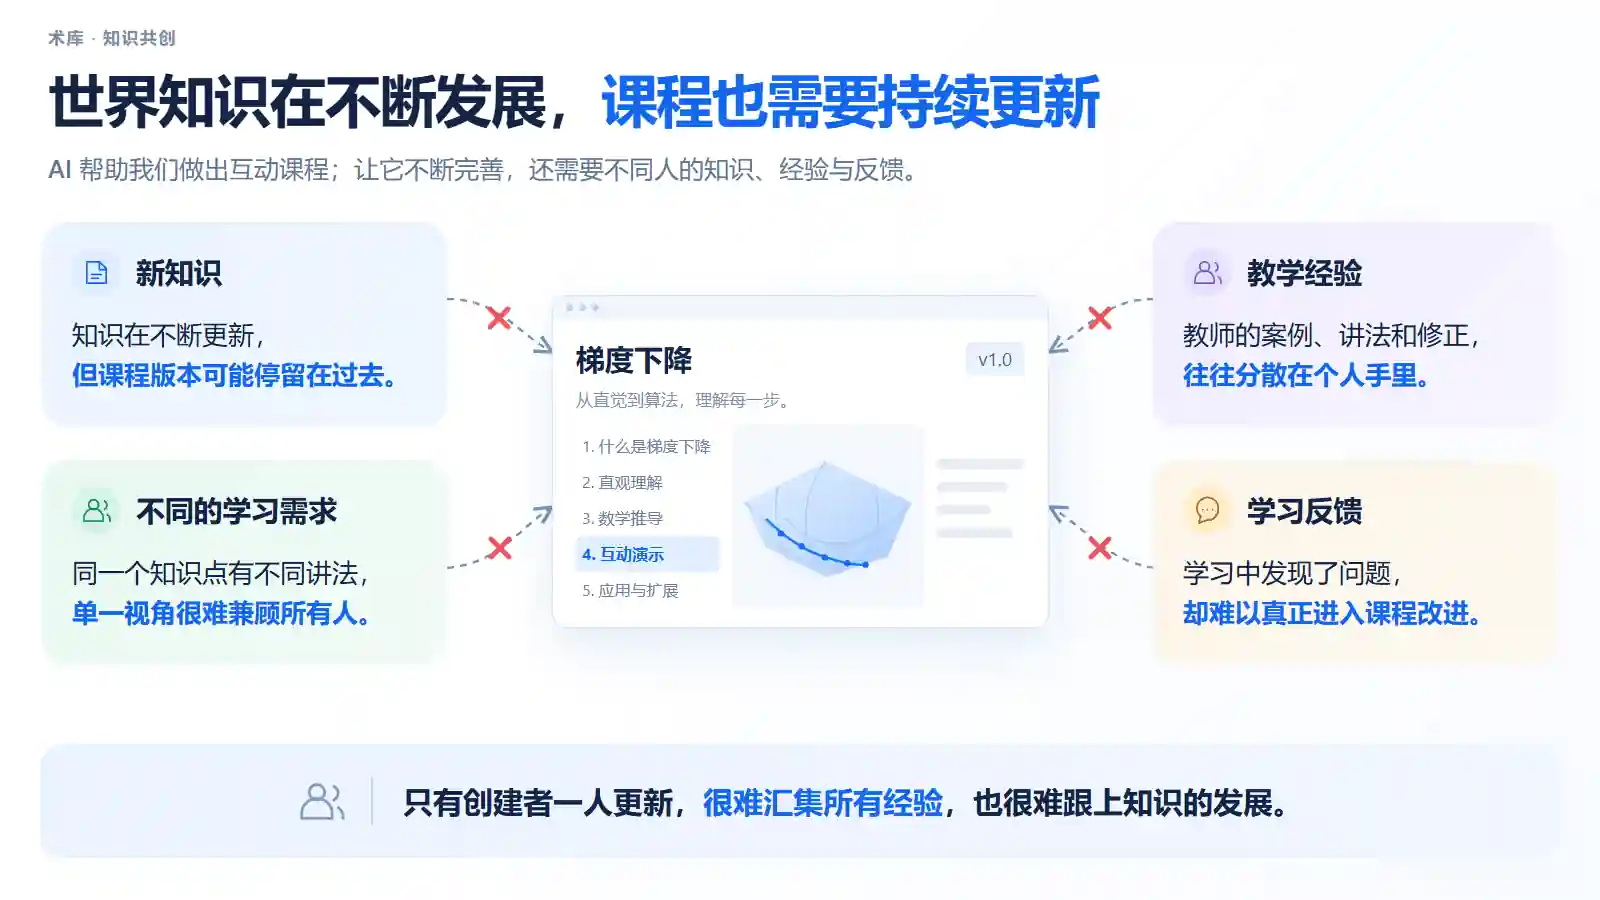 术库 · 知识共创
世界知识在不断发展，课程也需要持续更新
AI 帮助我们做出互动课程；让它不断完善，还需要不同人的知识、经验与反馈。
新知识
知识在不断更新，
但课程版本可能停留在过去。
不同的学习需求
同一个知识点有不同讲法，
单一视角很难兼顾所有人。
梯度下降
v1.0
从直觉到算法，理解每一步。
1. 什么是梯度下降
2. 直观理解
3. 数学推导
4. 互动演示
5. 应用与扩展
教学经验
教师的案例、讲法和修正，
往往分散在个人手里。
学习反馈
学习中发现了问题，
却难以真正进入课程改进。
只有创建者一人更新，很难汇集所有经验，也很难跟上知识的发展。